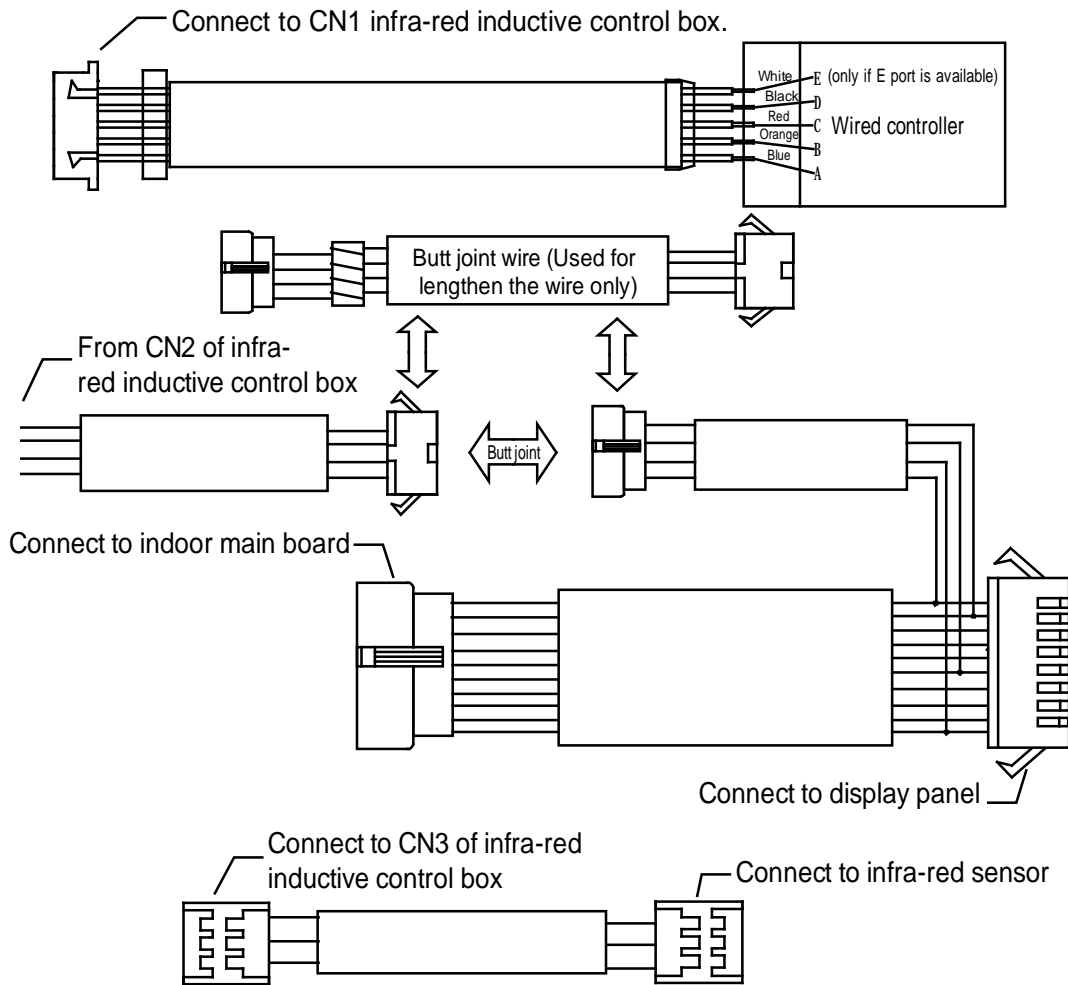 Connect to CN1 infra-red inductive control box.
White
E (only if E port is available)
Black
D
Red
C
Wired controller
Orange
B
Blue
A
Butt joint wire (Used for
lengthen the wire only)
From CN2 of infra-
red inductive control box
Butt joint
Connect to indoor main board
Connect to display panel
Connect to CN3 of infra-red
inductive control box
Connect to infra-red sensor